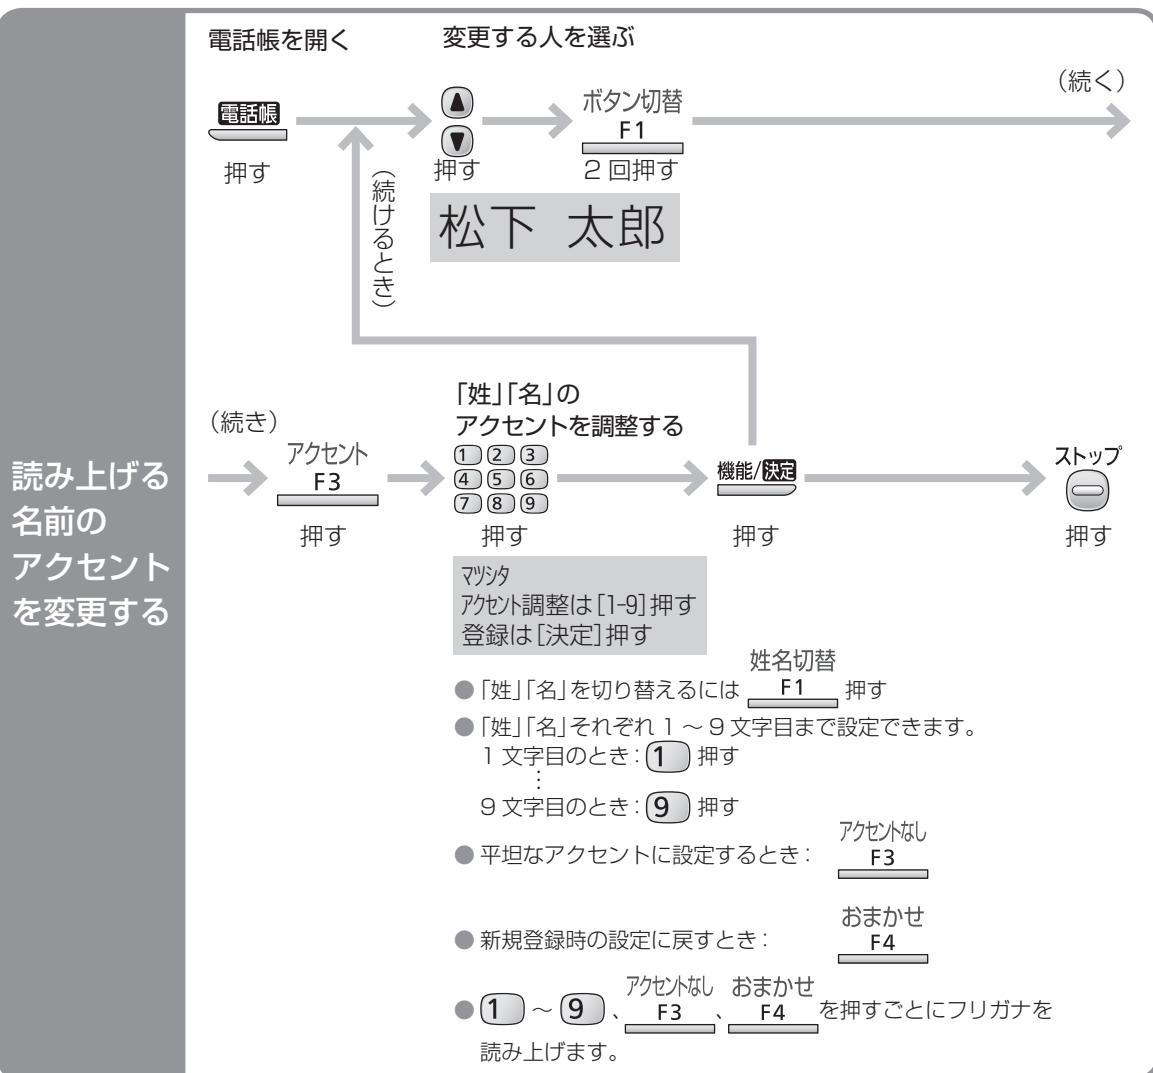 読み上げる
名前の
アクセント
を変更する
電話帳を開く
変更する人を選ぶ
電話帳
押す
▲
▼
押す
ボタン切替
F1
2 回押す
（続く）
松下 太郎
（続けるとき）
（続き）
アクセント
F3
押す
「姓」「名」の
アクセントを調整する
1 2 3
4 5 6
7 8 9
押す
機能/決定
押す
ストップ
押す
ﾏﾂｼﾀ
ｱｸｾﾝﾄ調整は[1-9]押す
登録は[決定]押す
姓名切替
●「姓」「名」を切り替えるには F1 押す
●「姓」「名」それぞれ 1 ～ 9 文字目まで設定できます。
1 文字目のとき：1 押す
⋮
9 文字目のとき：9 押す
アクセントなし
● 平坦なアクセントに設定するとき： F3
おまかせ
● 新規登録時の設定に戻すとき： F4
アクセントなし おまかせ
● 1 ～ 9 、 F3 、 F4 を押すごとにフリガナを
読み上げます。